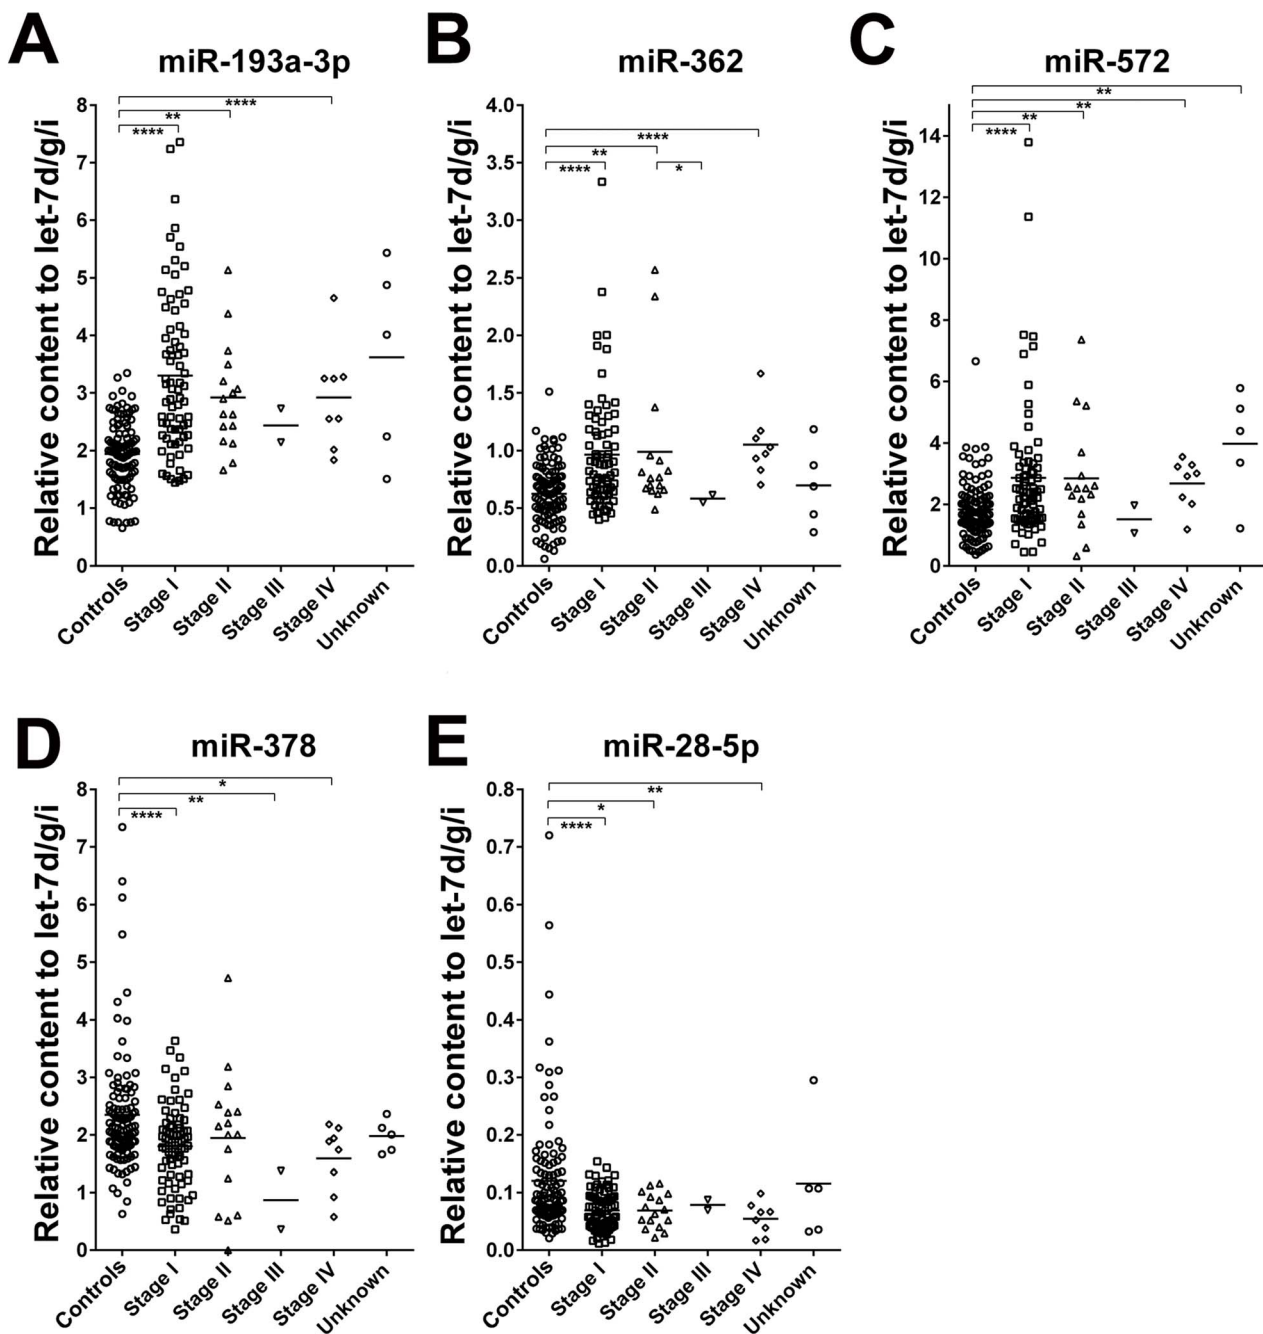 A
miR-193a-3p
Relative content to let-7d/g/i
8
7
6
5
4
3
2
1
0
****
**
****
Controls
Stage I
Stage II
Stage III
Stage IV
Unknown
B
miR-362
Relative content to let-7d/g/i
4.0
3.5
3.0
2.5
2.0
1.5
1.0
0.5
0.0
****
**
*
****
Controls
Stage I
Stage II
Stage III
Stage IV
Unknown
C
miR-572
Relative content to let-7d/g/i
14
12
10
8
6
4
2
0
**
**
**
****
Controls
Stage I
Stage II
Stage III
Stage IV
Unknown
D
miR-378
Relative content to let-7d/g/i
8
7
6
5
4
3
2
1
0
*
**
****
Controls
Stage I
Stage II
Stage III
Stage IV
Unknown
E
miR-28-5p
Relative content to let-7d/g/i
0.8
0.7
0.6
0.5
0.4
0.3
0.2
0.1
0.0
**
*
****
Controls
Stage I
Stage II
Stage III
Stage IV
Unknown